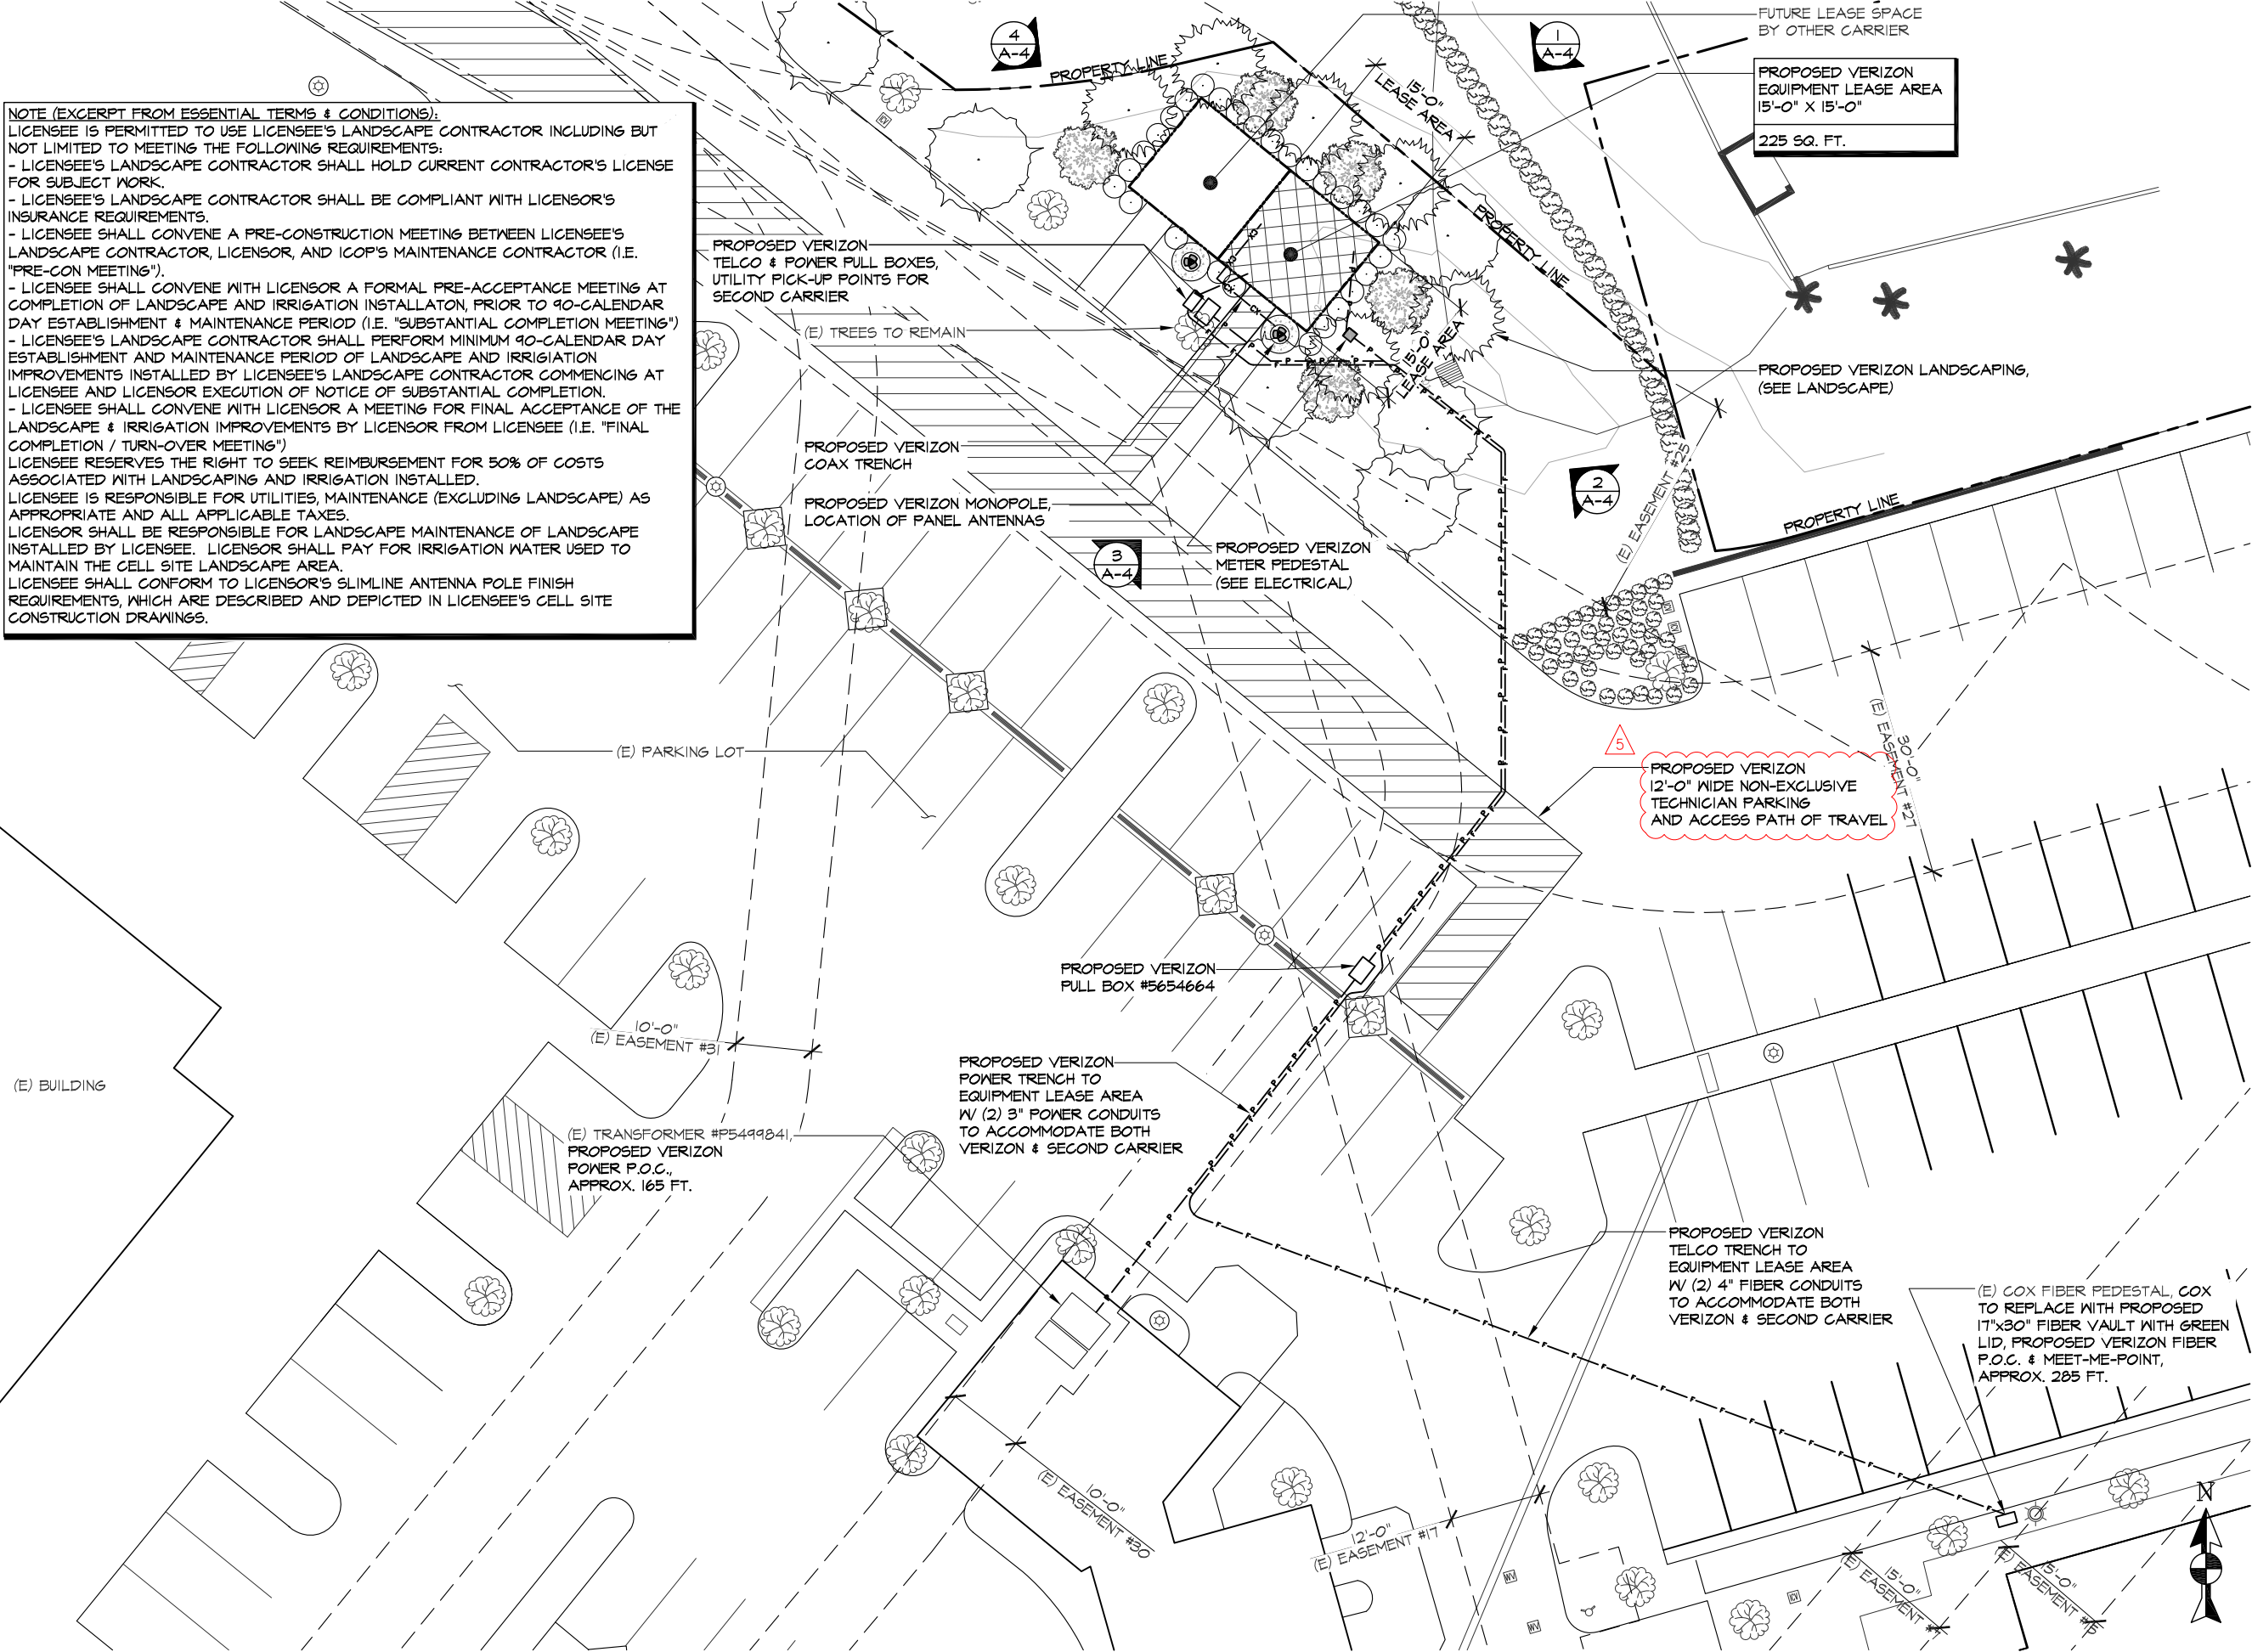 NOTE (EXCERPT FROM ESSENTIAL TERMS & CONDITIONS):
LICENSEE IS PERMITTED TO USE LICENSEE'S LANDSCAPE CONTRACTOR INCLUDING BUT
NOT LIMITED TO MEETING THE FOLLOWING REQUIREMENTS:
- LICENSEE'S LANDSCAPE CONTRACTOR SHALL HOLD CURRENT CONTRACTOR'S LICENSE
FOR SUBJECT WORK.
- LICENSEE'S LANDSCAPE CONTRACTOR SHALL BE COMPLIANT WITH LICENSOR'S
INSURANCE REQUIREMENTS.
- LICENSEE SHALL CONVENE A PRE-CONSTRUCTION MEETING BETWEEN LICENSEE'S
LANDSCAPE CONTRACTOR, LICENSOR, AND ICOP'S MAINTENANCE CONTRACTOR (I.E.
"PRE-CON MEETING").
- LICENSEE SHALL CONVENE WITH LICENSOR A FORMAL PRE-ACCEPTANCE MEETING AT
COMPLETION OF LANDSCAPE AND IRRIGATION INSTALLATON, PRIOR TO 90-CALENDAR
DAY ESTABLISHMENT & MAINTENANCE PERIOD (I.E. "SUBSTANTIAL COMPLETION MEETING")
- LICENSEE'S LANDSCAPE CONTRACTOR SHALL PERFORM MINIMUM 90-CALENDAR DAY
ESTABLISHMENT AND MAINTENANCE PERIOD OF LANDSCAPE AND IRRIGIATION
IMPROVEMENTS INSTALLED BY LICENSEE'S LANDSCAPE CONTRACTOR COMMENCING AT
LICENSEE AND LICENSOR EXECUTION OF NOTICE OF SUBSTANTIAL COMPLETION.
- LICENSEE SHALL CONVENE WITH LICENSOR A MEETING FOR FINAL ACCEPTANCE OF THE
LANDSCAPE & IRRIGATION IMPROVEMENTS BY LICENSOR FROM LICENSEE (I.E. "FINAL
COMPLETION / TURN-OVER MEETING")
LICENSEE RESERVES THE RIGHT TO SEEK REIMBURSEMENT FOR 50% OF COSTS
ASSOCIATED WITH LANDSCAPING AND IRRIGATION INSTALLED.
LICENSEE IS RESPONSIBLE FOR UTILITIES, MAINTENANCE (EXCLUDING LANDSCAPE) AS
APPROPRIATE AND ALL APPLICABLE TAXES.
LICENSOR SHALL BE RESPONSIBLE FOR LANDSCAPE MAINTENANCE OF LANDSCAPE
INSTALLED BY LICENSEE. LICENSOR SHALL PAY FOR IRRIGATION WATER USED TO
MAINTAIN THE CELL SITE LANDSCAPE AREA.
LICENSEE SHALL CONFORM TO LICENSOR'S SLIMLINE ANTENNA POLE FINISH
REQUIREMENTS, WHICH ARE DESCRIBED AND DEPICTED IN LICENSEE'S CELL SITE
CONSTRUCTION DRAWINGS.
4
A-4
1
A-4
PROPERTY LINE
15'-0"
LEASE AREA
FUTURE LEASE SPACE
BY OTHER CARRIER
PROPOSED VERIZON
EQUIPMENT LEASE AREA
15'-0" X 15'-0"
225 SQ. FT.
PROPERTY LINE
PROPOSED VERIZON
TELCO & POWER PULL BOXES,
UTILITY PICK-UP POINTS FOR
SECOND CARRIER
(E) TREES TO REMAIN
15'-0"
LEASE AREA
PROPOSED VERIZON LANDSCAPING,
(SEE LANDSCAPE)
PROPOSED VERIZON
COAX TRENCH
PROPOSED VERIZON MONOPOLE,
LOCATION OF PANEL ANTENNAS
PROPOSED VERIZON
METER PEDESTAL
(SEE ELECTRICAL)
3
A-4
2
A-4
(E) EASEMENT #25
PROPERTY LINE
(E) PARKING LOT
5
PROPOSED VERIZON
12'-0" WIDE NON-EXCLUSIVE
TECHNICIAN PARKING
AND ACCESS PATH OF TRAVEL
30'-0"
(E) EASEMENT #27
PROPOSED VERIZON
PULL BOX #5654664
10'-0"
(E) EASEMENT #31
(E) BUILDING
PROPOSED VERIZON
POWER TRENCH TO
EQUIPMENT LEASE AREA
W/ (2) 3" POWER CONDUITS
TO ACCOMMODATE BOTH
VERIZON & SECOND CARRIER
(E) TRANSFORMER #P5499841,
PROPOSED VERIZON
POWER P.O.C.,
APPROX. 165 FT.
PROPOSED VERIZON
TELCO TRENCH TO
EQUIPMENT LEASE AREA
W/ (2) 4" FIBER CONDUITS
TO ACCOMMODATE BOTH
VERIZON & SECOND CARRIER
(E) COX FIBER PEDESTAL, COX
TO REPLACE WITH PROPOSED
17"x30" FIBER VAULT WITH GREEN
LID, PROPOSED VERIZON FIBER
P.O.C. & MEET-ME-POINT,
APPROX. 285 FT.
10'-0"
(E) EASEMENT #30
12'-0"
(E) EASEMENT #17
15'-0"
(E) EASEMENT
15'-0"
(E) EASEMENT
N